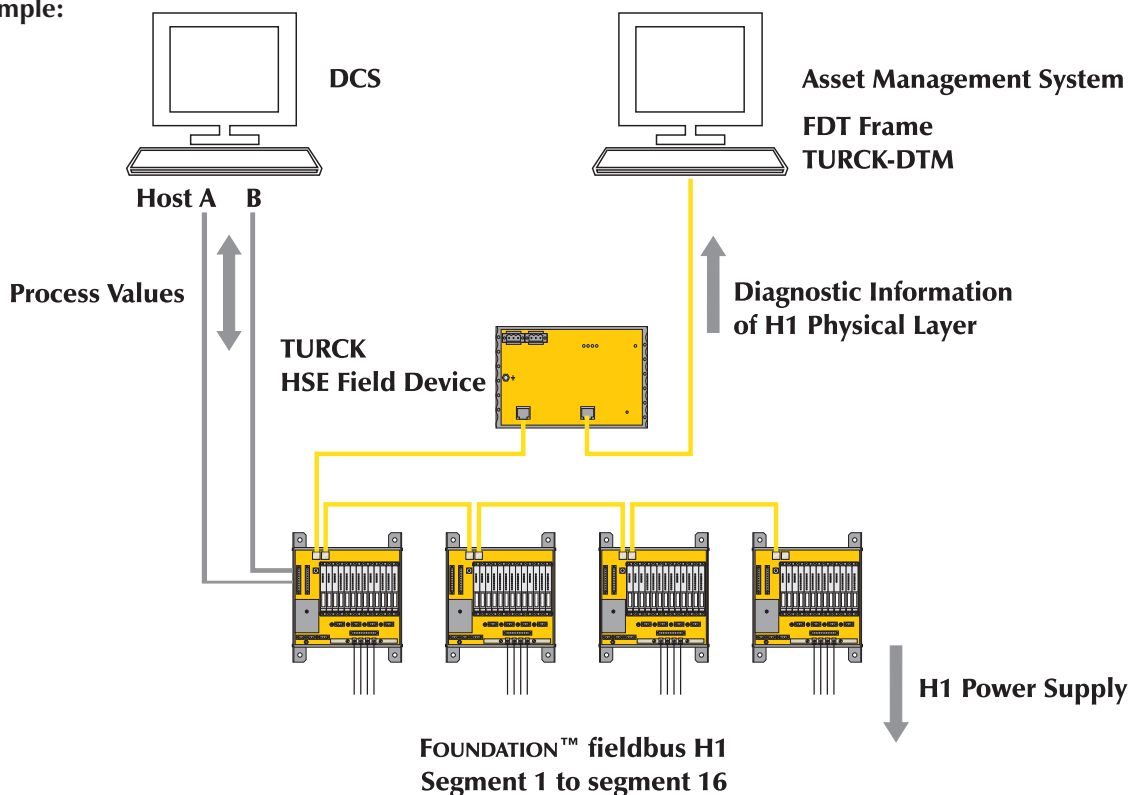 mple:
DCS
Asset Management System
FDT Frame
TURCK-DTM
Host A B
Process Values
Diagnostic Information
of H1 Physical Layer
TURCK
HSE Field Device
H1 Power Supply
FOUNDATION™ fieldbus H1
Segment 1 to segment 16